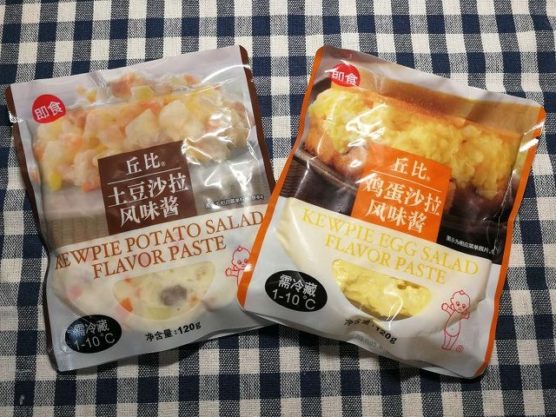 即食
丘比®
土豆沙拉
风味酱
KEWPIE POTATO SALAD
FLAVOR PASTE
需冷藏
1-10℃
净含量:120g
即食
丘比®
鸡蛋沙拉
风味酱
KEWPIE EGG SALAD
FLAVOR PASTE
需冷藏
1-10℃